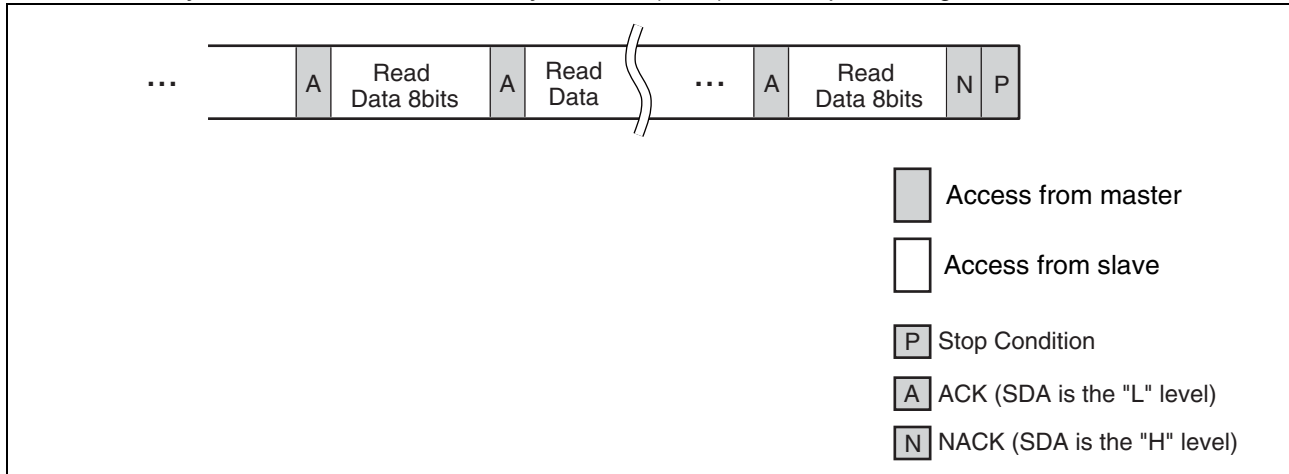 ... A Read Data 8bits A Read Data ... A Read Data 8bits N P
Access from master
Access from slave
P Stop Condition
A ACK (SDA is the "L" level)
N NACK (SDA is the "H" level)